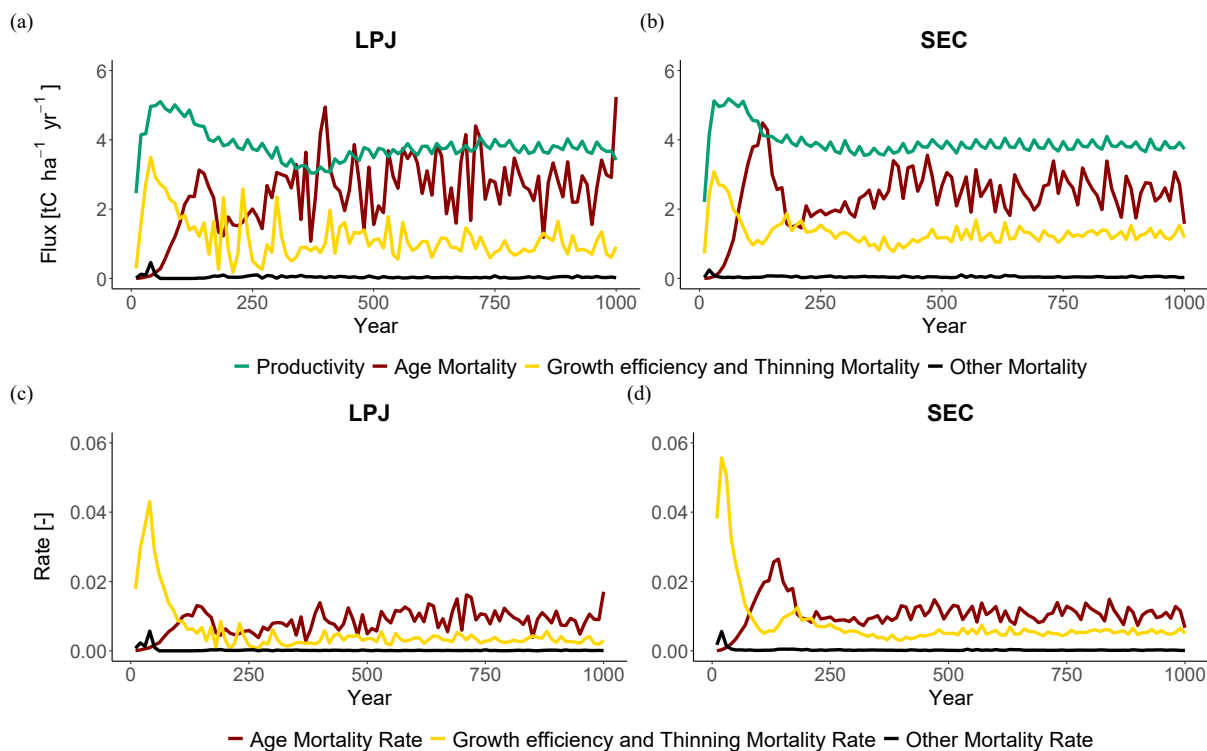 (a)
LPJ
Flux [tC ha⁻¹ yr⁻¹ ]
6
4
2
0
0 250 500 750 1000
Year
(b)
SEC
6
4
2
0
0 250 500 750 1000
Year
Productivity Age Mortality Growth efficiency and Thinning Mortality Other Mortality
(c)
LPJ
Rate [-]
0.06
0.04
0.02
0.00
0 250 500 750 1000
Year
(d)
SEC
0.06
0.04
0.02
0.00
0 250 500 750 1000
Year
Age Mortality Rate Growth efficiency and Thinning Mortality Rate Other Mortality Rate